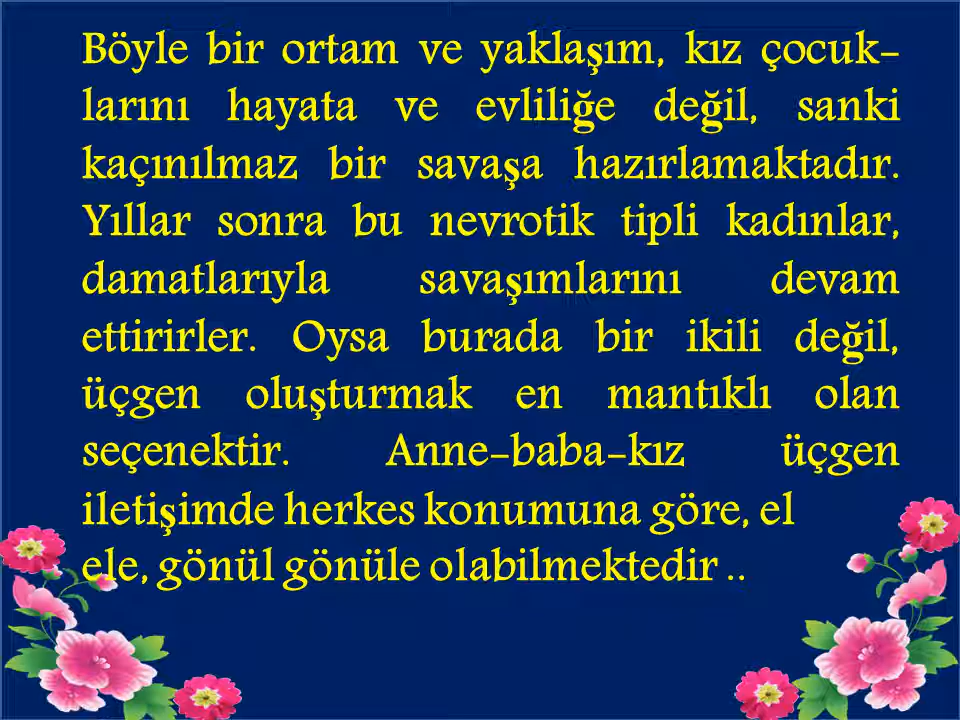 Böyle bir ortam ve yaklaşım, kız çocuk-
larını hayata ve evliliğe değil, sanki
kaçınılmaz bir savaşa hazırlamaktadır.
Yıllar sonra bu nevrotik tipli kadınlar,
damatlarıyla savaşımlarını devam
ettirirler. Oysa burada bir ikili değil,
üçgen oluşturmak en mantıklı olan
seçenektir. Anne-baba-kız üçgen
iletişimde herkes konumuna göre, el
ele, gönül gönüle olabilmektedir ..